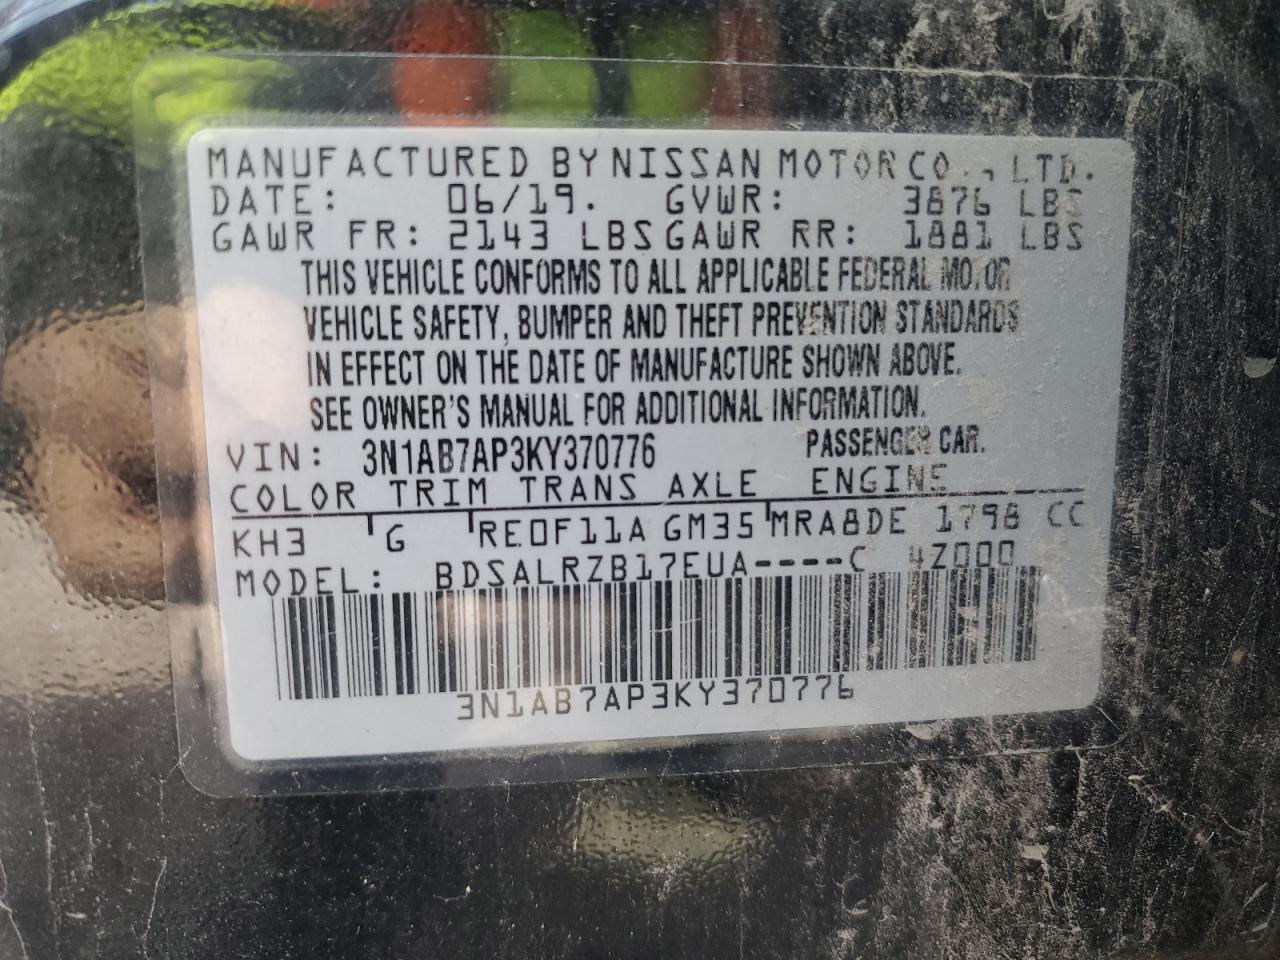 MANUFACTURED BY NISSAN MOTOR CO., LTD.
DATE: 06/19. GVWR: 3876 LBS
GAWR FR: 2143 LBS GAWR RR: 1881 LBS
THIS VEHICLE CONFORMS TO ALL APPLICABLE FEDERAL MOTOR
VEHICLE SAFETY, BUMPER AND THEFT PREVENTION STANDARDS
IN EFFECT ON THE DATE OF MANUFACTURE SHOWN ABOVE.
SEE OWNER'S MANUAL FOR ADDITIONAL INFORMATION.
VIN: 3N1AB7AP3KY370776 PASSENGER CAR.
COLOR TRIM TRANS AXLE ENGINE
KH3 G RE0F11A GM35 MRA8DE 1798 CC
MODEL: BDSALRZB17EUA----C 4Z000
3N1AB7AP3KY370776